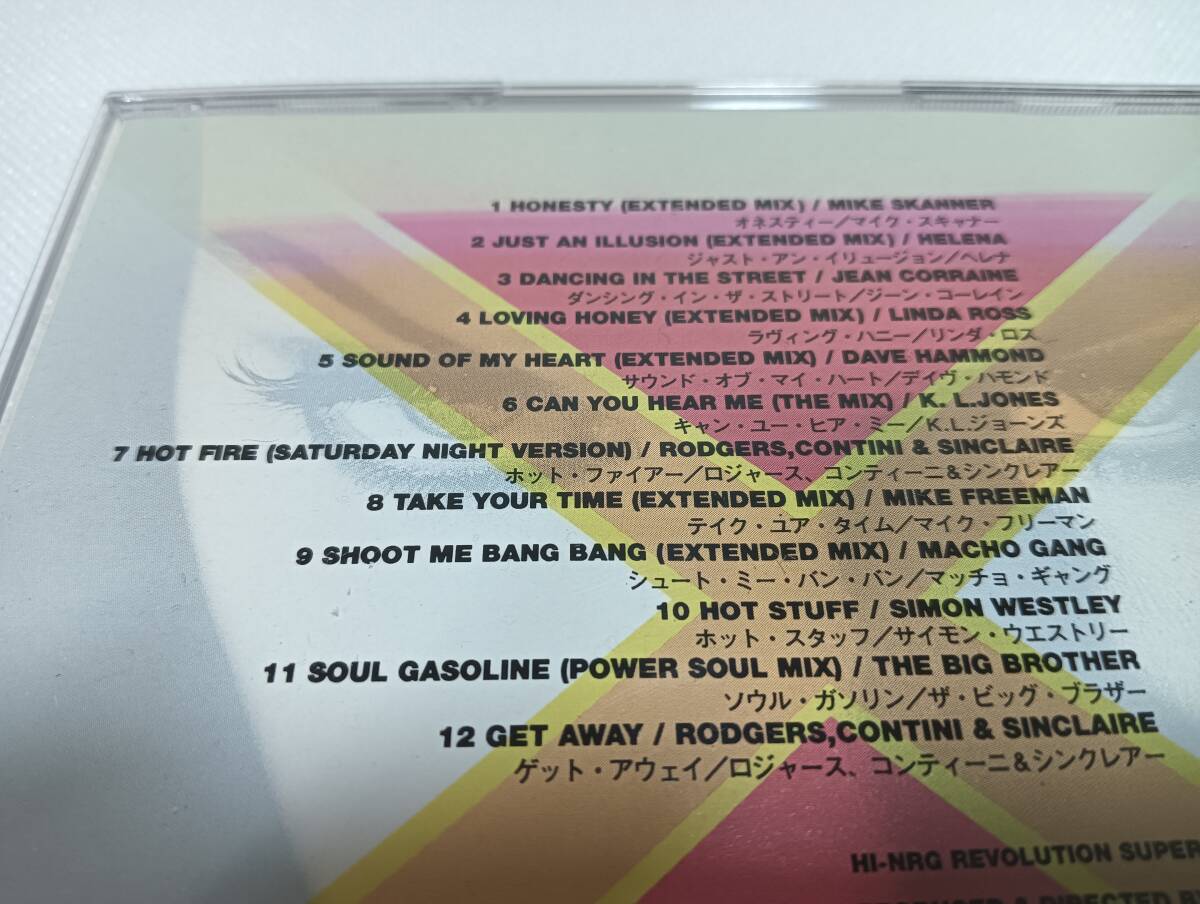 1 HONESTY (EXTENDED MIX) / MIKE SKANNER
オネスティー／マイク・スキャナー
2 JUST AN ILLUSION (EXTENDED MIX) / HELENA
ジャスト・アン・イリュージョン／ヘレナ
3 DANCING IN THE STREET / JEAN CORRAINE
ダンシング・イン・ザ・ストリート／ジーン・コーレイン
4 LOVING HONEY (EXTENDED MIX) / LINDA ROSS
ラヴィング・ハニー／リンダ・ロス
5 SOUND OF MY HEART (EXTENDED MIX) / DAVE HAMMOND
サウンド・オブ・マイ・ハート／デイヴ・ハモンド
6 CAN YOU HEAR ME (THE MIX) / K. L.JONES
キャン・ユー・ヒア・ミー／K.L.ジョーンズ
7 HOT FIRE (SATURDAY NIGHT VERSION) / RODGERS,CONTINI & SINCLAIRE
ホット・ファイアー／ロジャース、コンティーニ&シンクレアー
8 TAKE YOUR TIME (EXTENDED MIX) / MIKE FREEMAN
テイク・ユア・タイム／マイク・フリーマン
9 SHOOT ME BANG BANG (EXTENDED MIX) / MACHO GANG
シュート・ミー・バン・バン／マッチョ・ギャング
10 HOT STUFF / SIMON WESTLEY
ホット・スタッフ／サイモン・ウエストリー
11 SOUL GASOLINE (POWER SOUL MIX) / THE BIG BROTHER
ソウル・ガソリン／ザ・ビッグ・ブラザー
12 GET AWAY / RODGERS,CONTINI & SINCLAIRE
ゲット・アウェイ／ロジャース、コンティーニ&シンクレアー
HI-NRG REVOLUTION SUPER